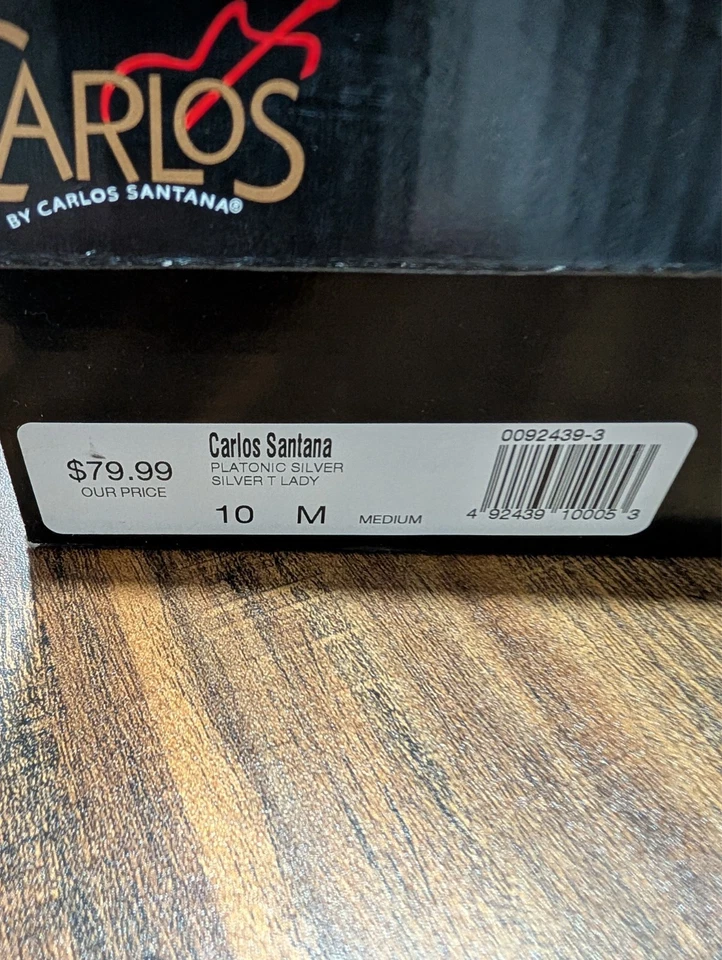 CARLOS
BY CARLOS SANTANA®
$79.99
OUR PRICE
Carlos Santana
PLATONIC SILVER
SILVER T LADY
10 M MEDIUM
0092439-3
4 92439 10005 3